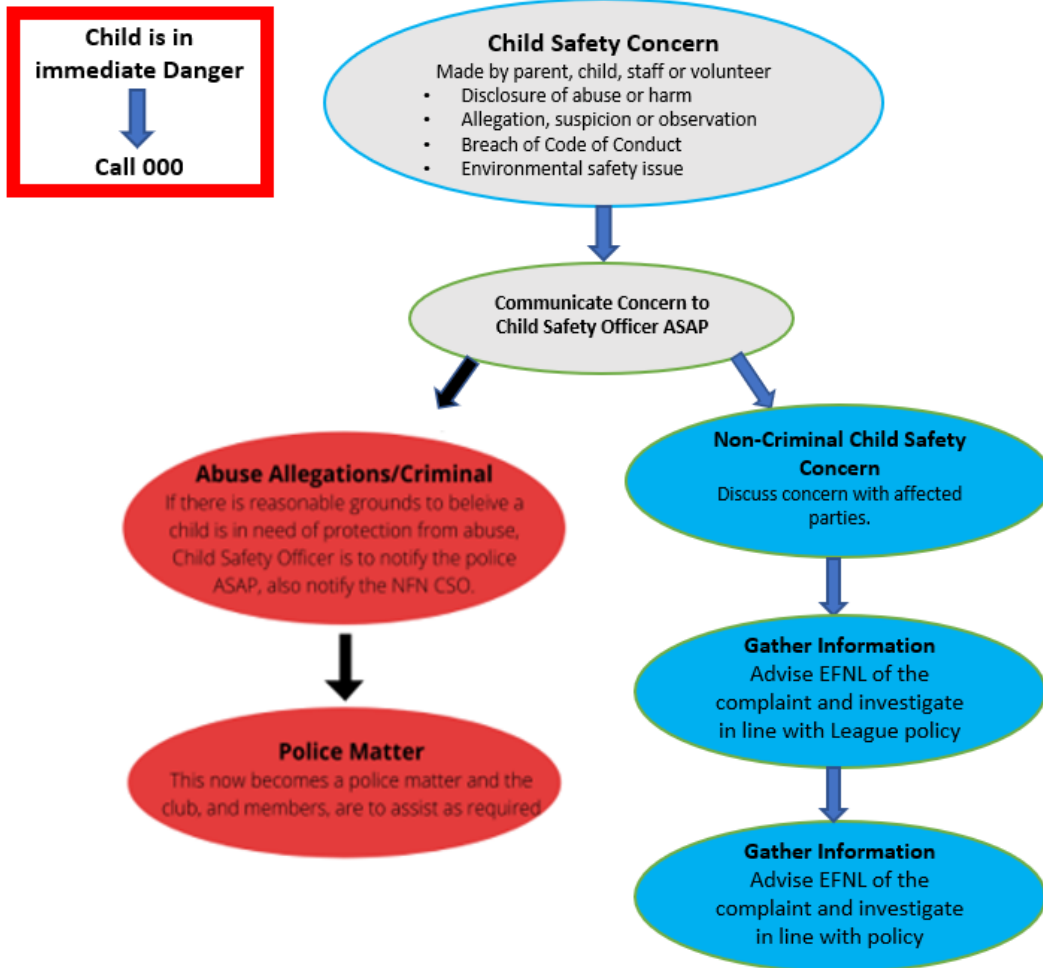 Child is in
immediate Danger
Call 000
Child Safety Concern
Made by parent, child, staff or volunteer
• Disclosure of abuse or harm
• Allegation, suspicion or observation
• Breach of Code of Conduct
• Environmental safety issue
Communicate Concern to
Child Safety Officer ASAP
Abuse Allegations/Criminal
If there is reasonable grounds to beleive a
child is in need of protection from abuse,
Child Safety Officer is to notify the police
ASAP, also notify the NFN CSO.
Police Matter
This now becomes a police matter and the
club, and members, are to assist as required
Non-Criminal Child Safety
Concern
Discuss concern with affected
parties.
Gather Information
Advise EFNL of the
complaint and investigate
in line with League policy
Gather Information
Advise EFNL of the
complaint and investigate
in line with policy